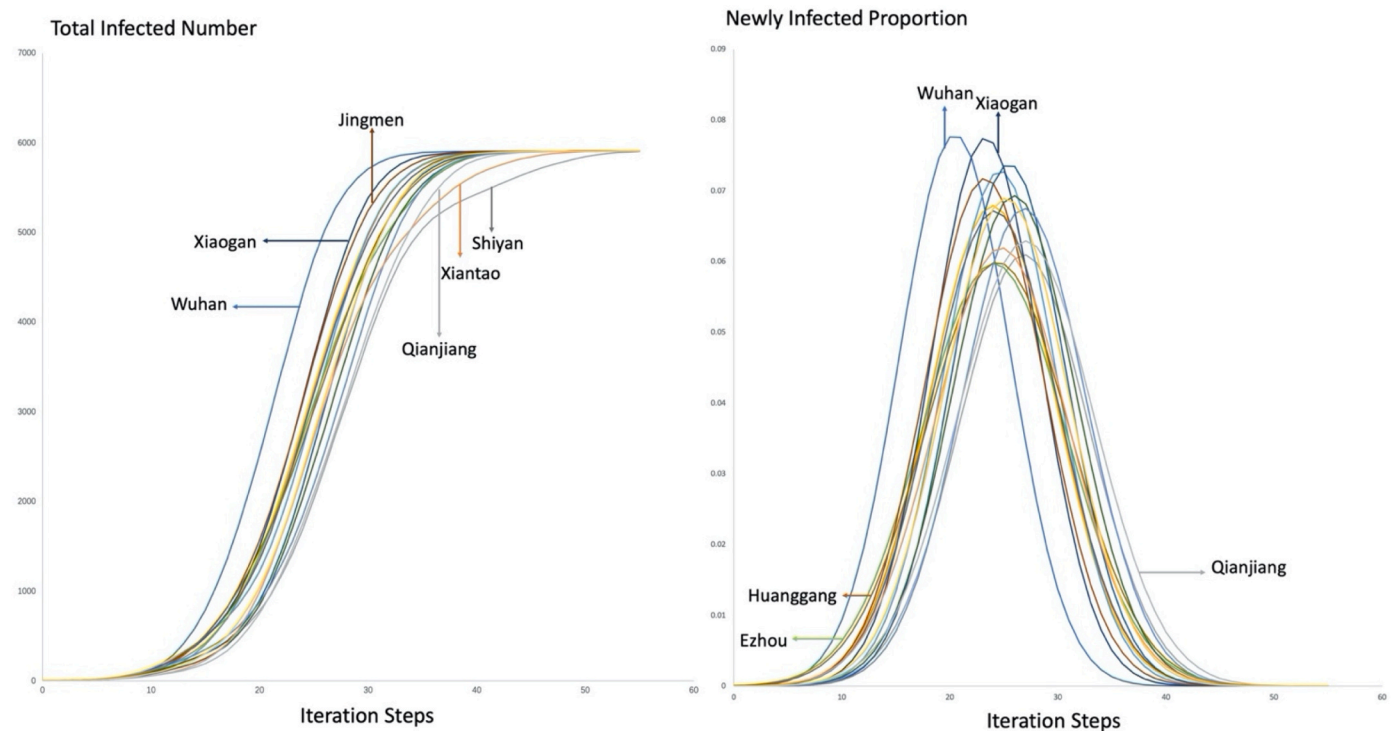 Total Infected Number
7000
6000
5000
4000
3000
2000
1000
0
Jingmen
Xiaogan
Wuhan
Shiyan
Xiantao
Qianjiang
0 10 20 30 40 50 60
Iteration Steps
Newly Infected Proportion
0.09
0.08
0.07
0.06
0.05
0.04
0.03
0.02
0.01
0
Wuhan
Xiaogan
Qianjiang
Huanggang
Ezhou
0 10 20 30 40 50 60
Iteration Steps